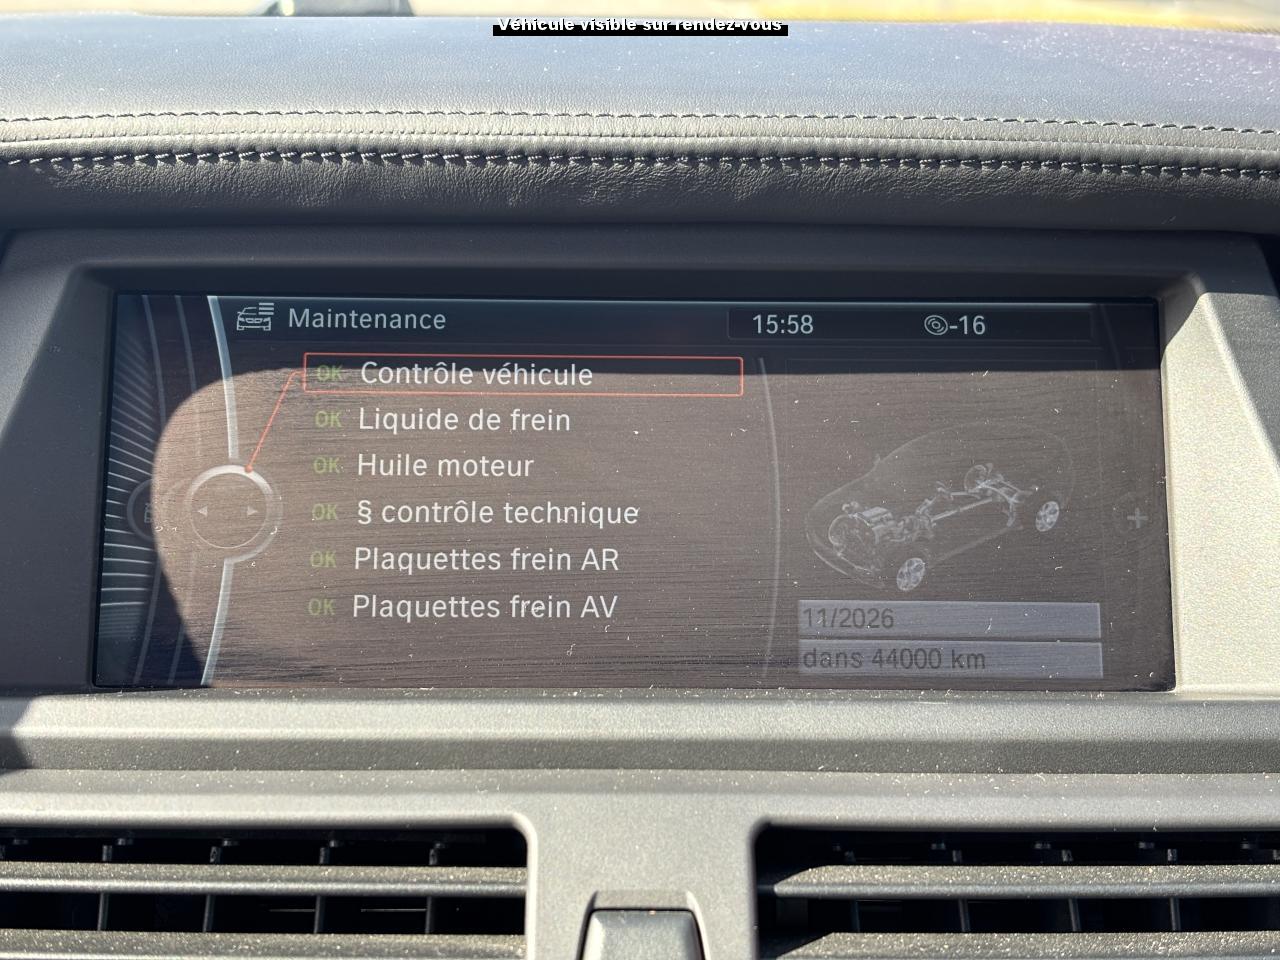 Véhicule visible sur rendez-vous
Maintenance
15:58
-16
OK Contrôle véhicule
OK Liquide de frein
OK Huile moteur
OK § contrôle technique
OK Plaquettes frein AR
OK Plaquettes frein AV
11/2026
dans 44000 km